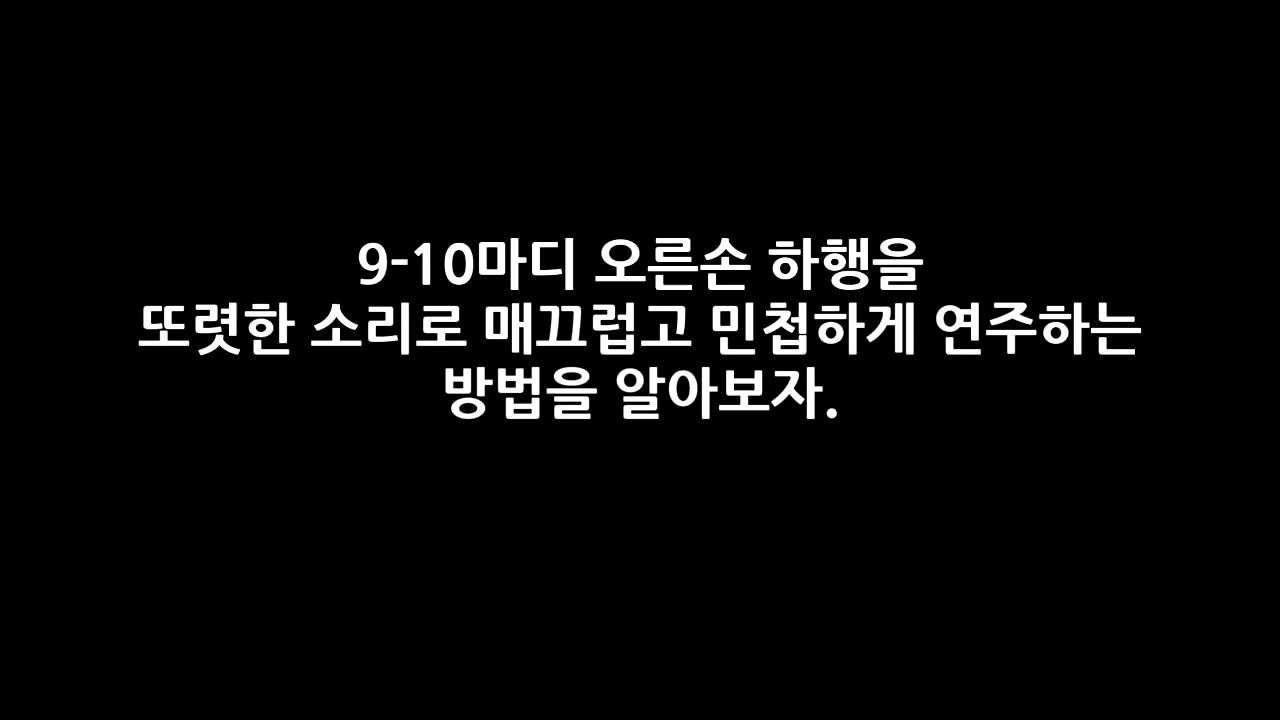 9-10마디 오른손 하행을
또렷한 소리로 매끄럽고 민첩하게 연주하는
방법을 알아보자.